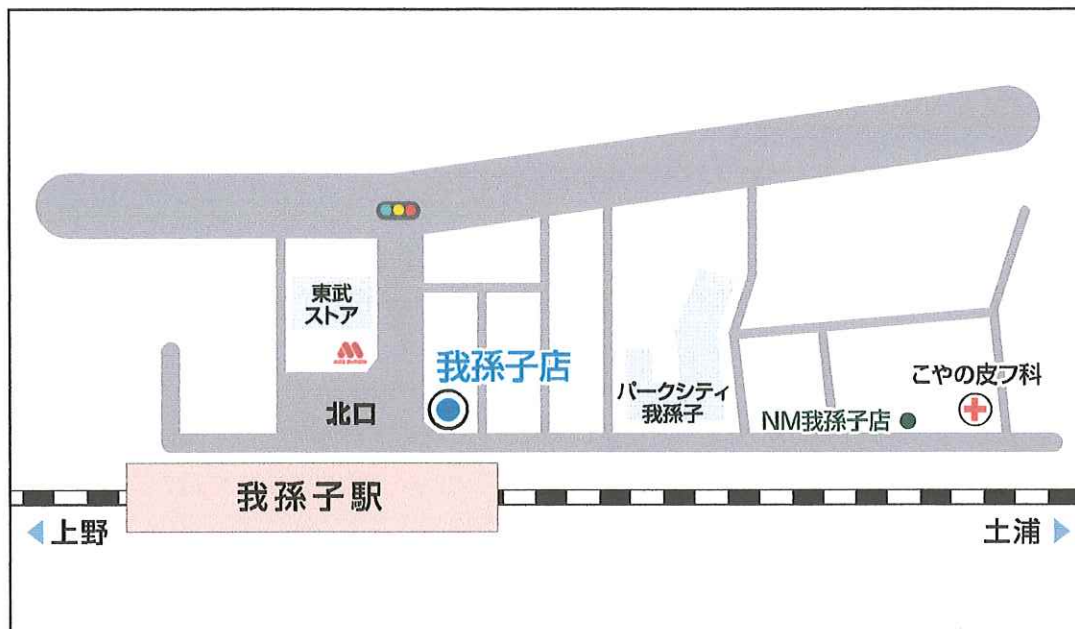 東武
ストア
MOS BURGER
我孫子店
北口
パークシティ
我孫子
こやの皮フ科
NM我孫子店
我孫子駅
上野
土浦